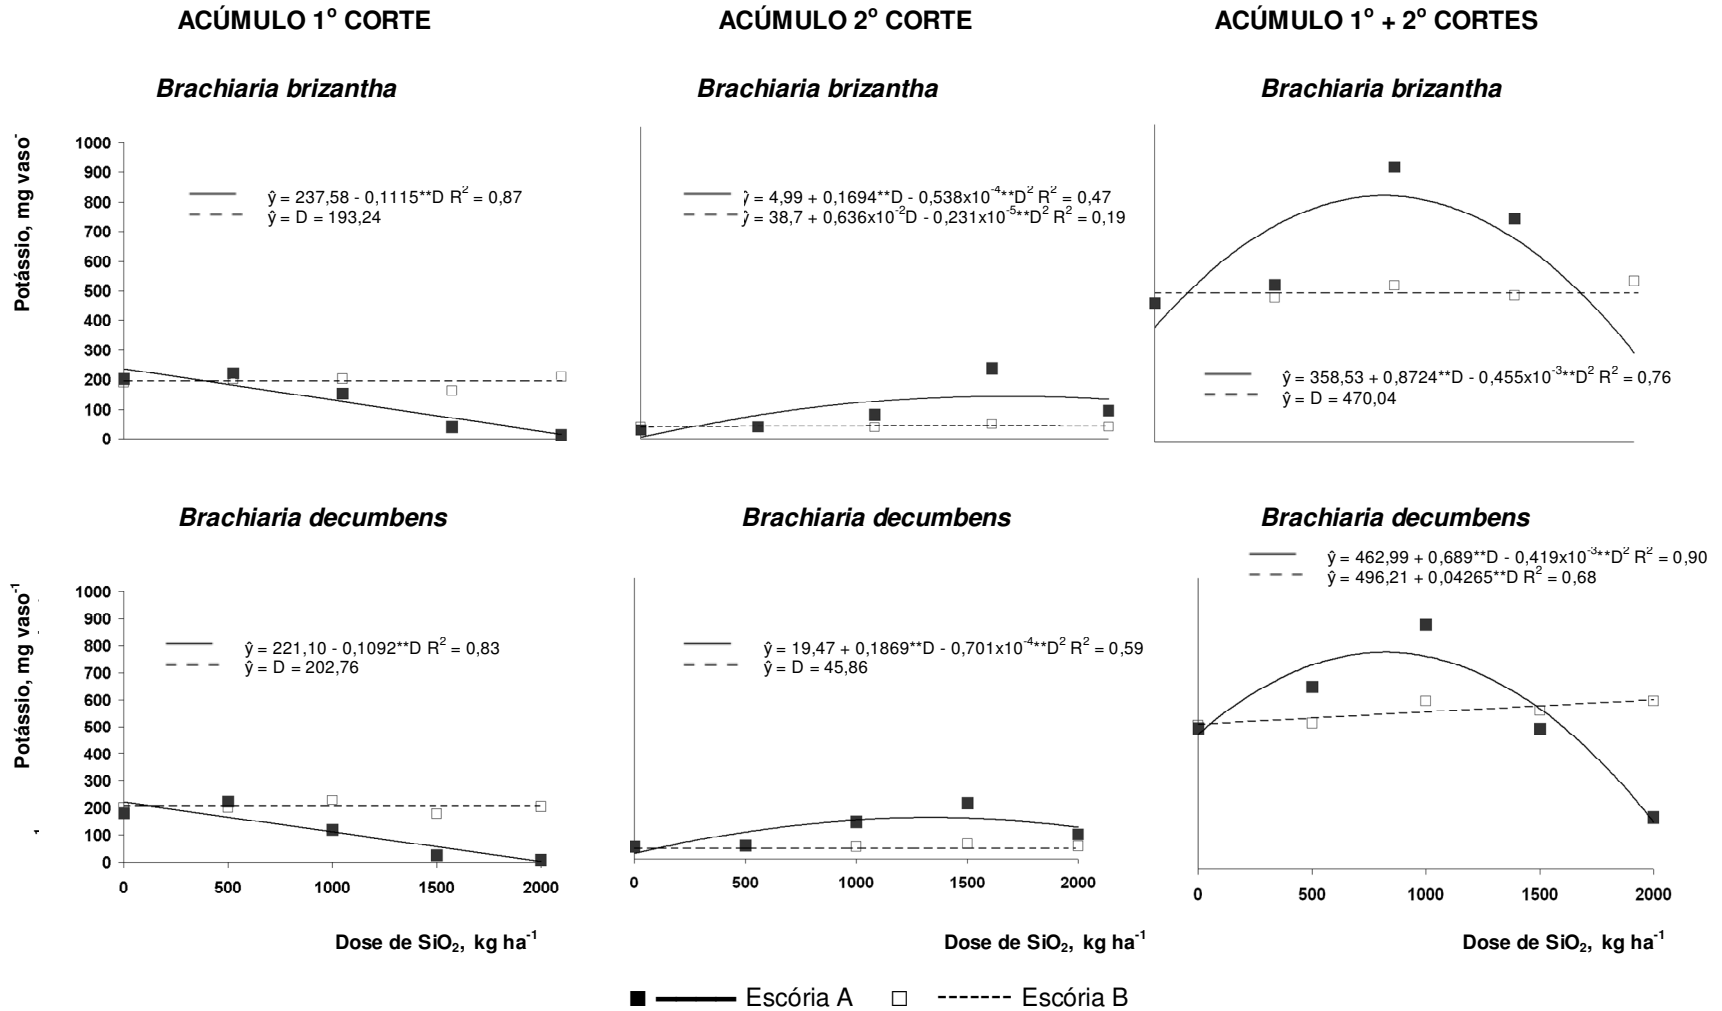 ACÚMULO 1º CORTE
ACÚMULO 2º CORTE
ACÚMULO 1º + 2º CORTES
Brachiaria brizantha
Brachiaria brizantha
Brachiaria brizantha
Potássio, mg vaso⁻
1000
900
800
700
600
500
400
300
200
100
0
ŷ = 237,58 - 0,1115**D R² = 0,87
ŷ = D = 193,24
ŷ = 4,99 + 0,1694**D - 0,538x10⁻⁴**D² R² = 0,47
ŷ = 38,7 + 0,636x10⁻²D - 0,231x10⁻⁵**D² R² = 0,19
ŷ = 358,53 + 0,8724**D - 0,455x10⁻³**D² R² = 0,76
ŷ = D = 470,04
Brachiaria decumbens
Brachiaria decumbens
Brachiaria decumbens
Potássio, mg vaso⁻¹
1000
900
800
700
600
500
400
300
200
100
0
ŷ = 221,10 - 0,1092**D R² = 0,83
ŷ = D = 202,76
ŷ = 19,47 + 0,1869**D - 0,701x10⁻⁴**D² R² = 0,59
ŷ = D = 45,86
ŷ = 462,99 + 0,689**D - 0,419x10⁻³**D² R² = 0,90
ŷ = 496,21 + 0,04265**D R² = 0,68
0 500 1000 1500 2000
0 500 1000 1500 2000
0 500 1000 1500 2000
Dose de SiO₂, kg ha⁻¹
Dose de SiO₂, kg ha⁻¹
Dose de SiO₂, kg ha⁻¹
Escória A
Escória B